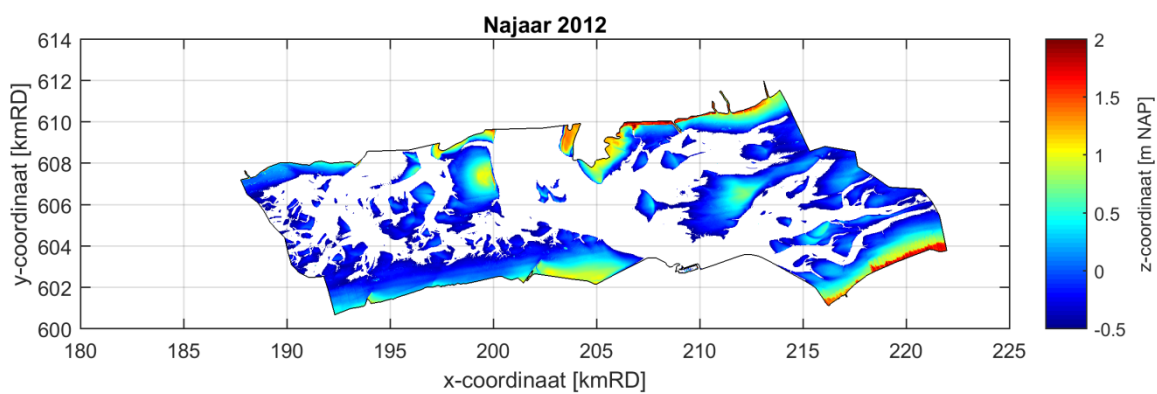 Najaar 2012
614
612
610
608
606
604
602
600
y-coordinaat [kmRD]
180 185 190 195 200 205 210 215 220 225
x-coordinaat [kmRD]
2
1.5
1
0.5
0
-0.5
z-coordinaat [m NAP]